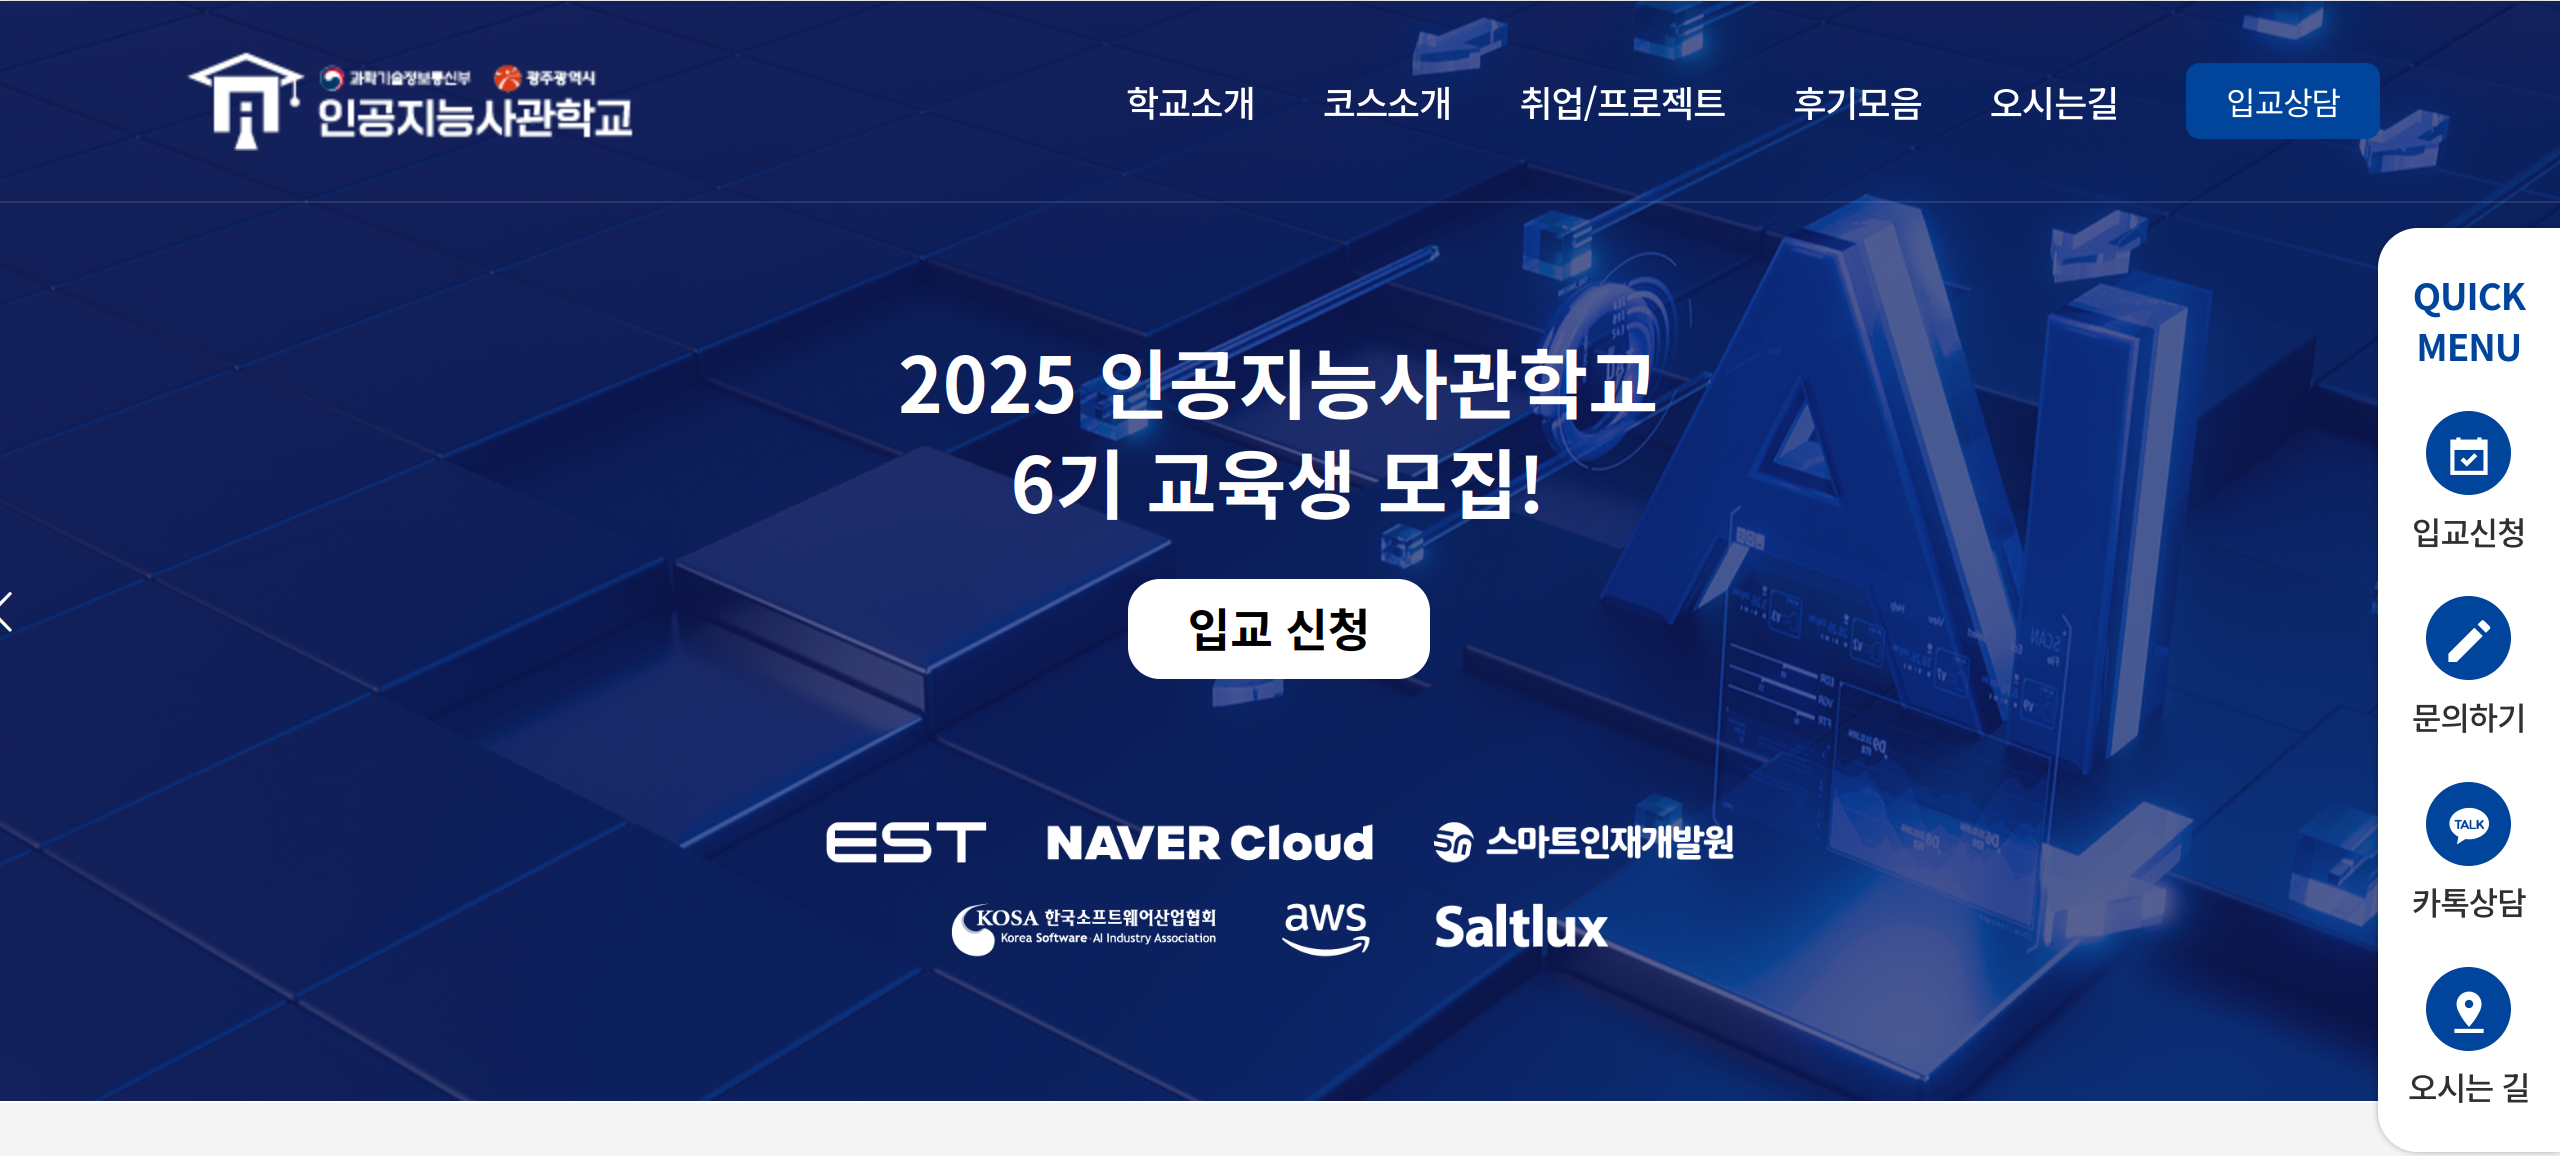 과학기술정보통신부 광주광역시
인공지능사관학교
학교소개 코스소개 취업/프로젝트 후기모음 오시는길 입교상담
2025 인공지능사관학교
6기 교육생 모집!
입교 신청
EST NAVER Cloud 스마트인재개발원
KOSA 한국소프트웨어산업협회
Korea Software·AI Industry Association
aws Saltlux
QUICK
MENU
입교신청
문의하기
TALK
카톡상담
오시는 길